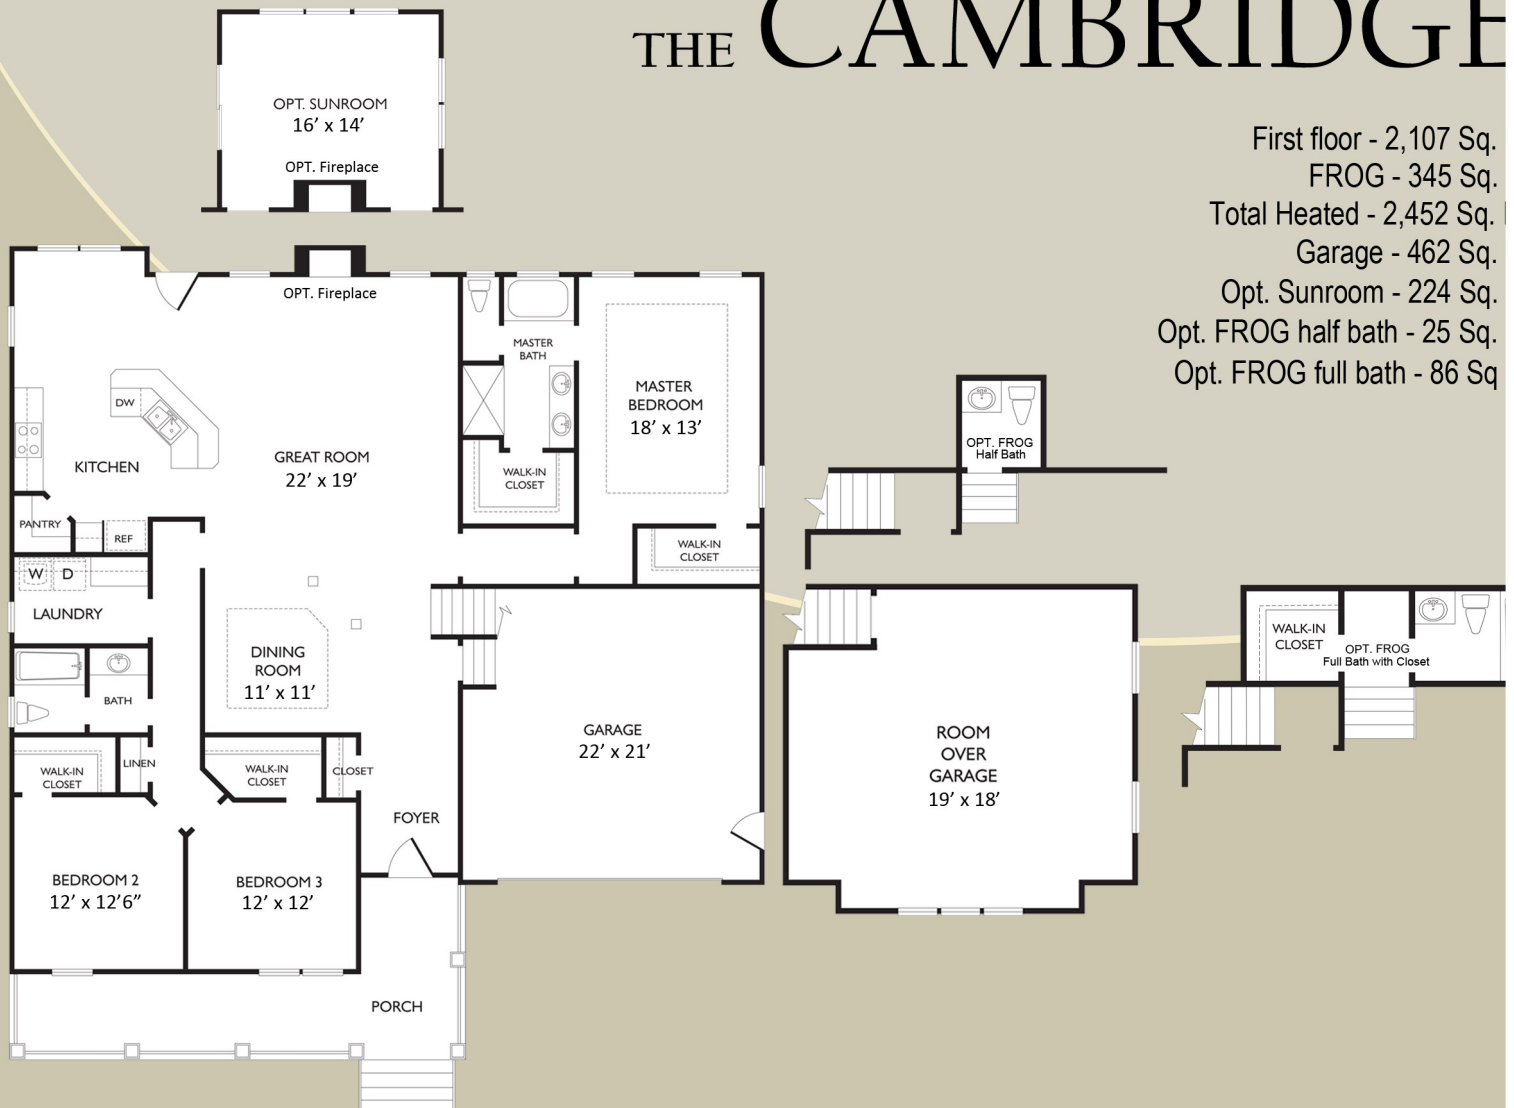 THE CAMBRIDGE
First floor - 2,107 Sq.
FROG - 345 Sq.
Total Heated - 2,452 Sq.
Garage - 462 Sq.
Opt. Sunroom - 224 Sq.
Opt. FROG half bath - 25 Sq.
Opt. FROG full bath - 86 Sq
OPT. SUNROOM
16’ x 14’
OPT. Fireplace
OPT. Fireplace
MASTER
BATH
MASTER
BEDROOM
18’ x 13’
DW
KITCHEN
GREAT ROOM
22’ x 19’
WALK-IN
CLOSET
PANTRY
REF
WALK-IN
CLOSET
W D
LAUNDRY
DINING
ROOM
11’ x 11’
BATH
GARAGE
22’ x 21’
WALK-IN
CLOSET
LINEN
WALK-IN
CLOSET
CLOSET
FOYER
BEDROOM 2
12’ x 12’6”
BEDROOM 3
12’ x 12’
PORCH
OPT. FROG
Half Bath
ROOM
OVER
GARAGE
19’ x 18’
WALK-IN
CLOSET
OPT. FROG
Full Bath with Closet